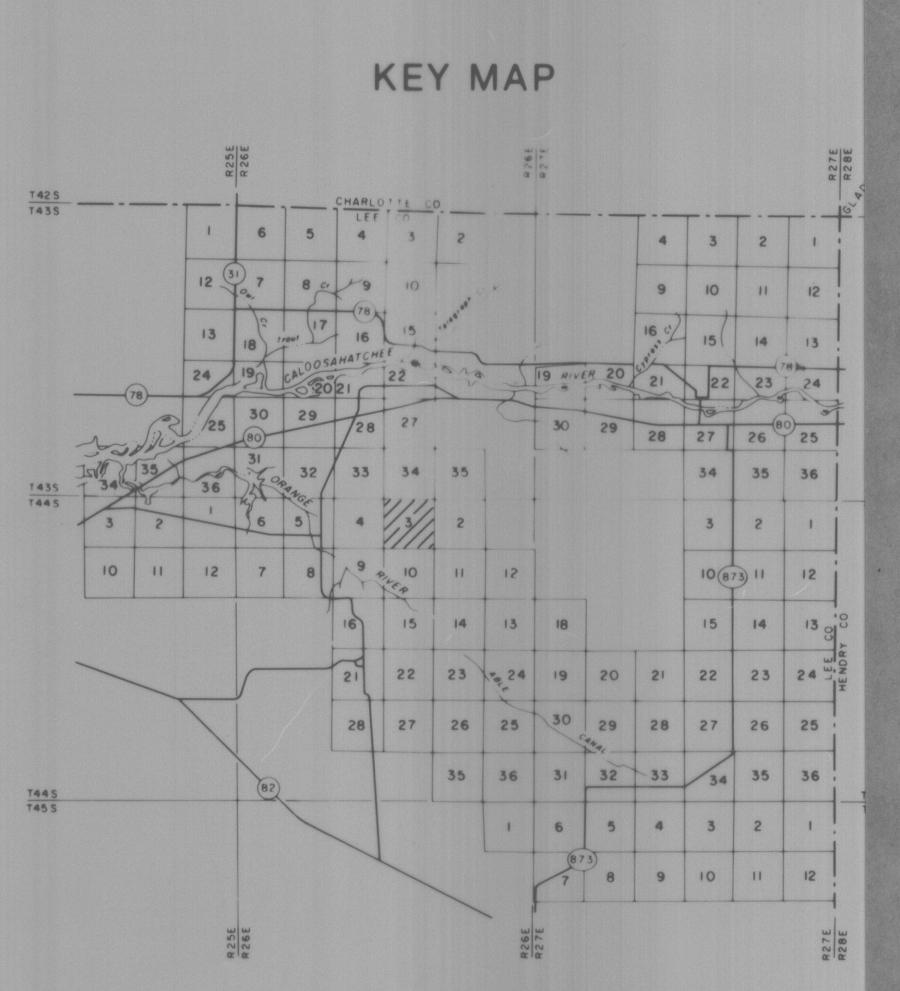 KEY MAP
R25E R26E
R26E R27E
R27E R28E
T42S
T43S
CHARLOTTE CO
LEE CO
1 6 5 4 3 2 4 3 2 1
31
12 7 8 Cr 9 10 9 10 11 12
Owl Cr
78
13 18 17 16 15 16 15 14 13
Trout
Cypress Cr
CALOOSAHATCHEE RIVER
24 19 20 21 22 19 20 21 22 23 24
78
78
25 30 29 28 27 30 29 28 27 26 25
80
80
34 35 36 31 32 33 34 35 34 35 36
ORANGE RIVER
T43S
T44S
3 2 1 6 5 4 3 2 3 2 1
10 11 12 7 8 9 10 11 12 10 873 11 12
16 15 14 13 18 15 14 13
LEE CO
HENDRY CO
21 22 23 24 19 20 21 22 23 24
ABLE CANAL
28 27 26 25 30 29 28 27 26 25
35 36 31 32 33 34 35 36
82
T44S
T45S
1 6 5 4 3 2 1
873
7 8 9 10 11 12
R25E R26E
R26E R27E
R27E R28E